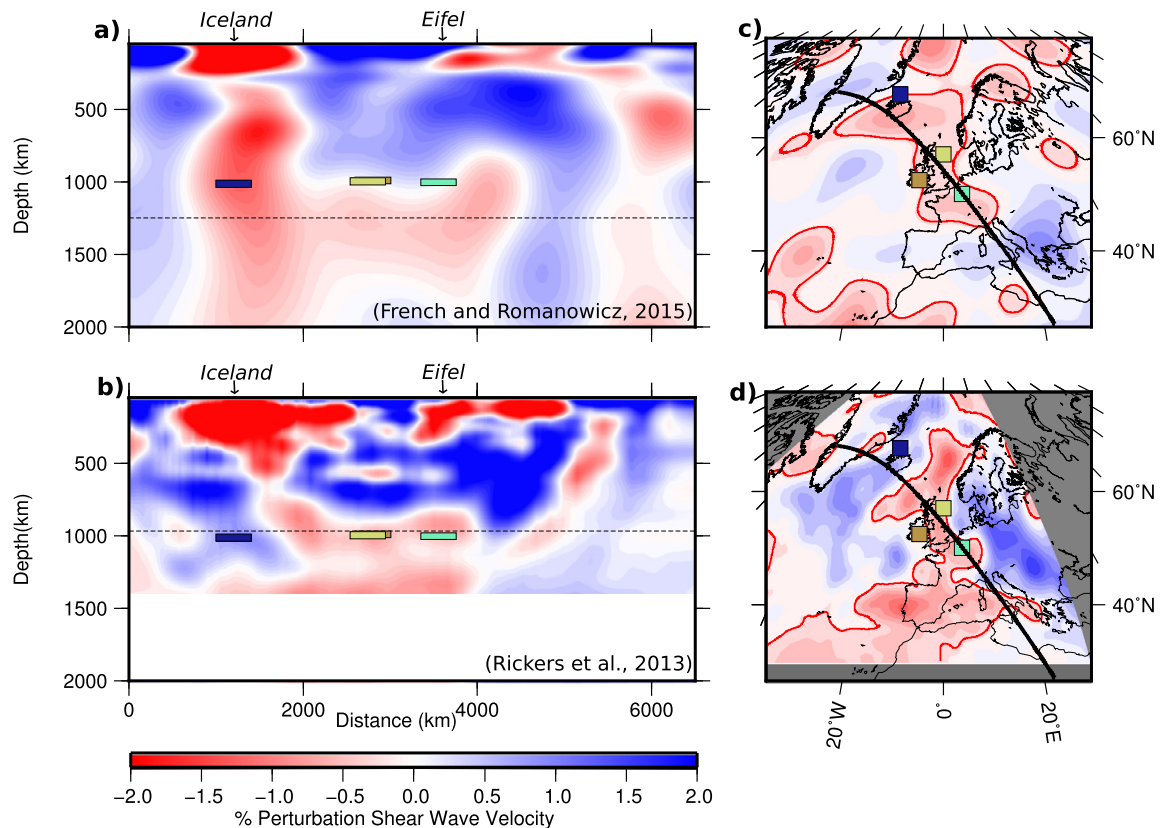 a)
Iceland
Eifel
c)
Depth (km)
500
1000
1500
2000
(French and Romanowicz, 2015)
60˚N
40˚N
b)
Iceland
Eifel
d)
Depth(km)
500
1000
1500
2000
(Rickers et al., 2013)
60˚N
40˚N
0
2000
4000
6000
Distance (km)
20˚W
˚0
20˚E
−2.0
−1.5
−1.0
−0.5
0.0
0.5
1.0
1.5
2.0
% Perturbation Shear Wave Velocity